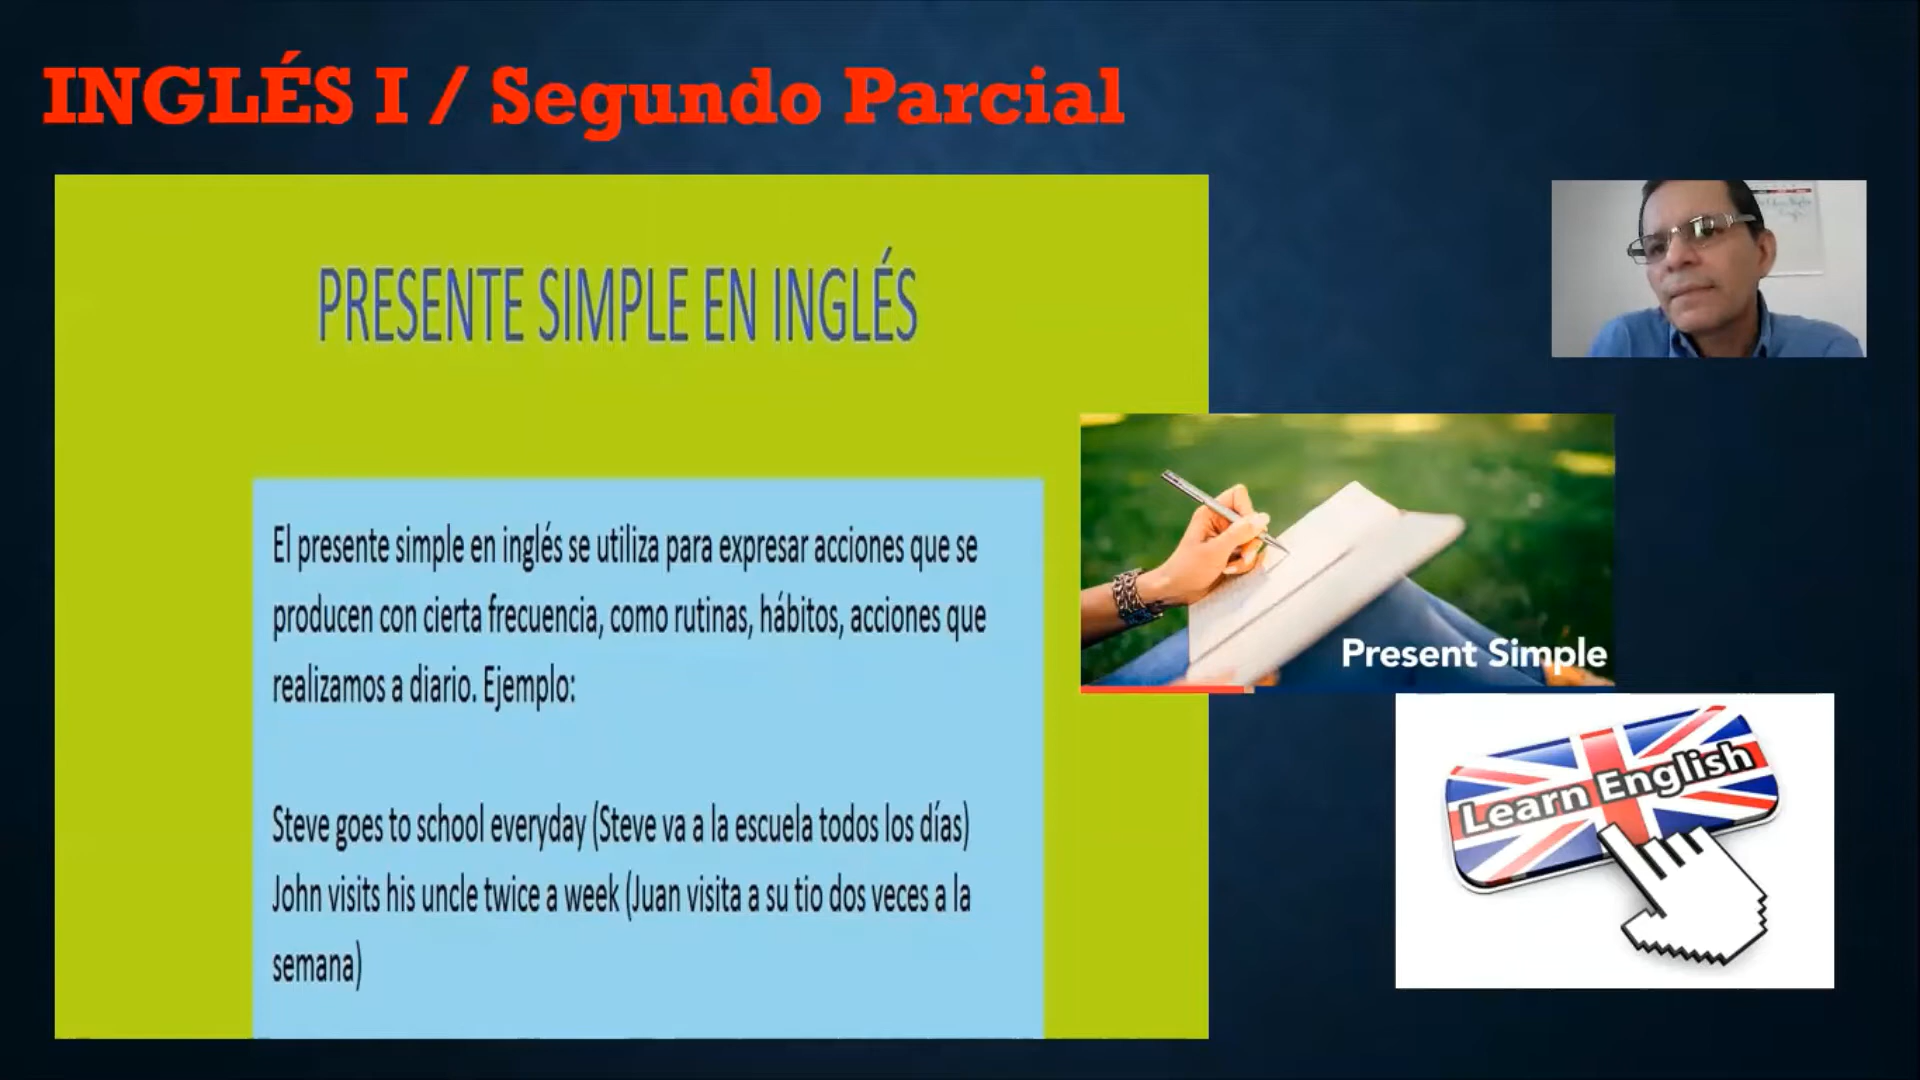 INGLÉS I / Segundo Parcial
PRESENTE SIMPLE EN INGLÉS
El presente simple en inglés se utiliza para expresar acciones que se
producen con cierta frecuencia, como rutinas, hábitos, acciones que
realizamos a diario. Ejemplo:
Steve goes to school everyday (Steve va a la escuela todos los días)
John visits his uncle twice a week (Juan visita a su tio dos veces a la
semana)
Present Simple
Learn English